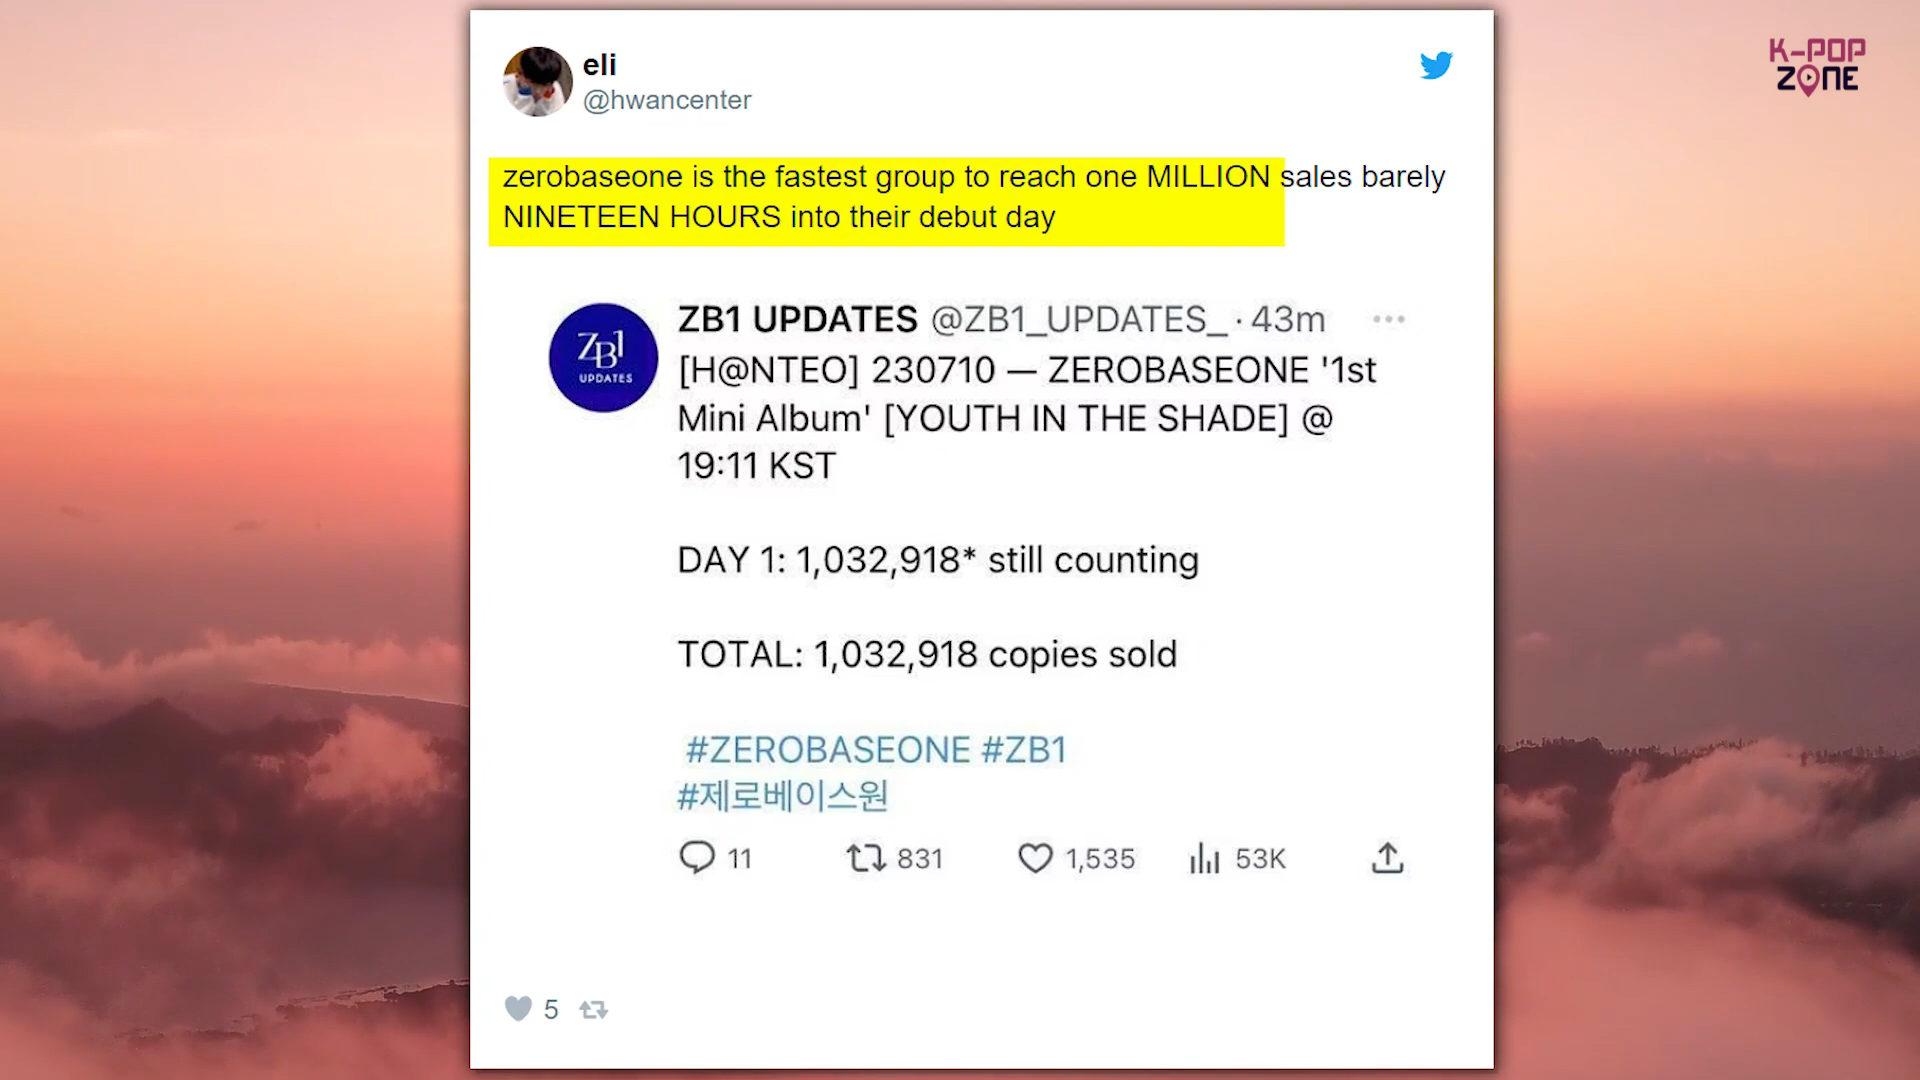 K-POP
ZONE
eli
@hwancenter
zerobaseone is the fastest group to reach one MILLION sales barely
NINETEEN HOURS into their debut day
ZB1
UPDATES
ZB1 UPDATES @ZB1_UPDATES_ · 43m
[H@NTEO] 230710 — ZEROBASEONE '1st
Mini Album' [YOUTH IN THE SHADE] @
19:11 KST
DAY 1: 1,032,918* still counting
TOTAL: 1,032,918 copies sold
#ZEROBASEONE #ZB1
#제로베이스원
11 831 1,535 53K
5